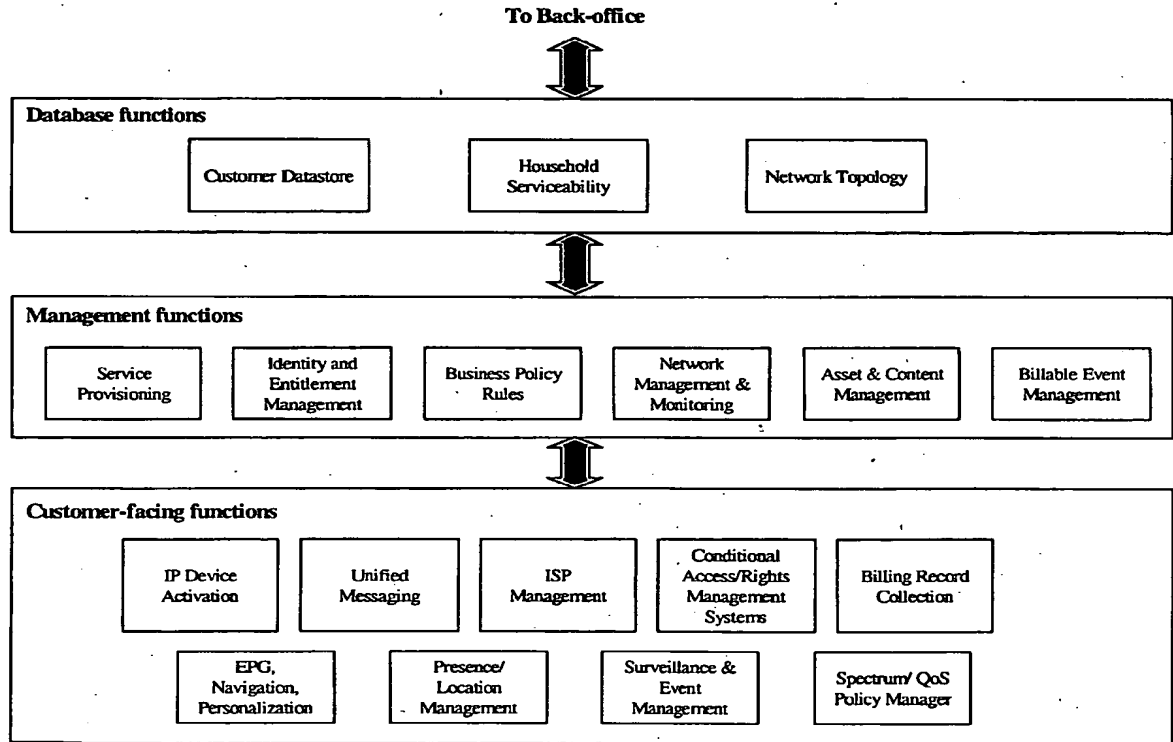 To Back-office
Database functions
Customer Datastore
Household
Serviceability
Network Topology
Management functions
Service
Provisioning
Identity and
Entitlement
Management
Business Policy
Rules
Network
Management &
Monitoring
Asset & Content
Management
Billable Event
Management
Customer-facing functions
IP Device
Activation
Unified
Messaging
ISP
Management
Conditional
Access/Rights
Management
Systems
Billing Record
Collection
EPG,
Navigation,
Personalization
Presence/
Location
Management
Surveillance &
Event
Management
Spectrum/ QoS
Policy Manager